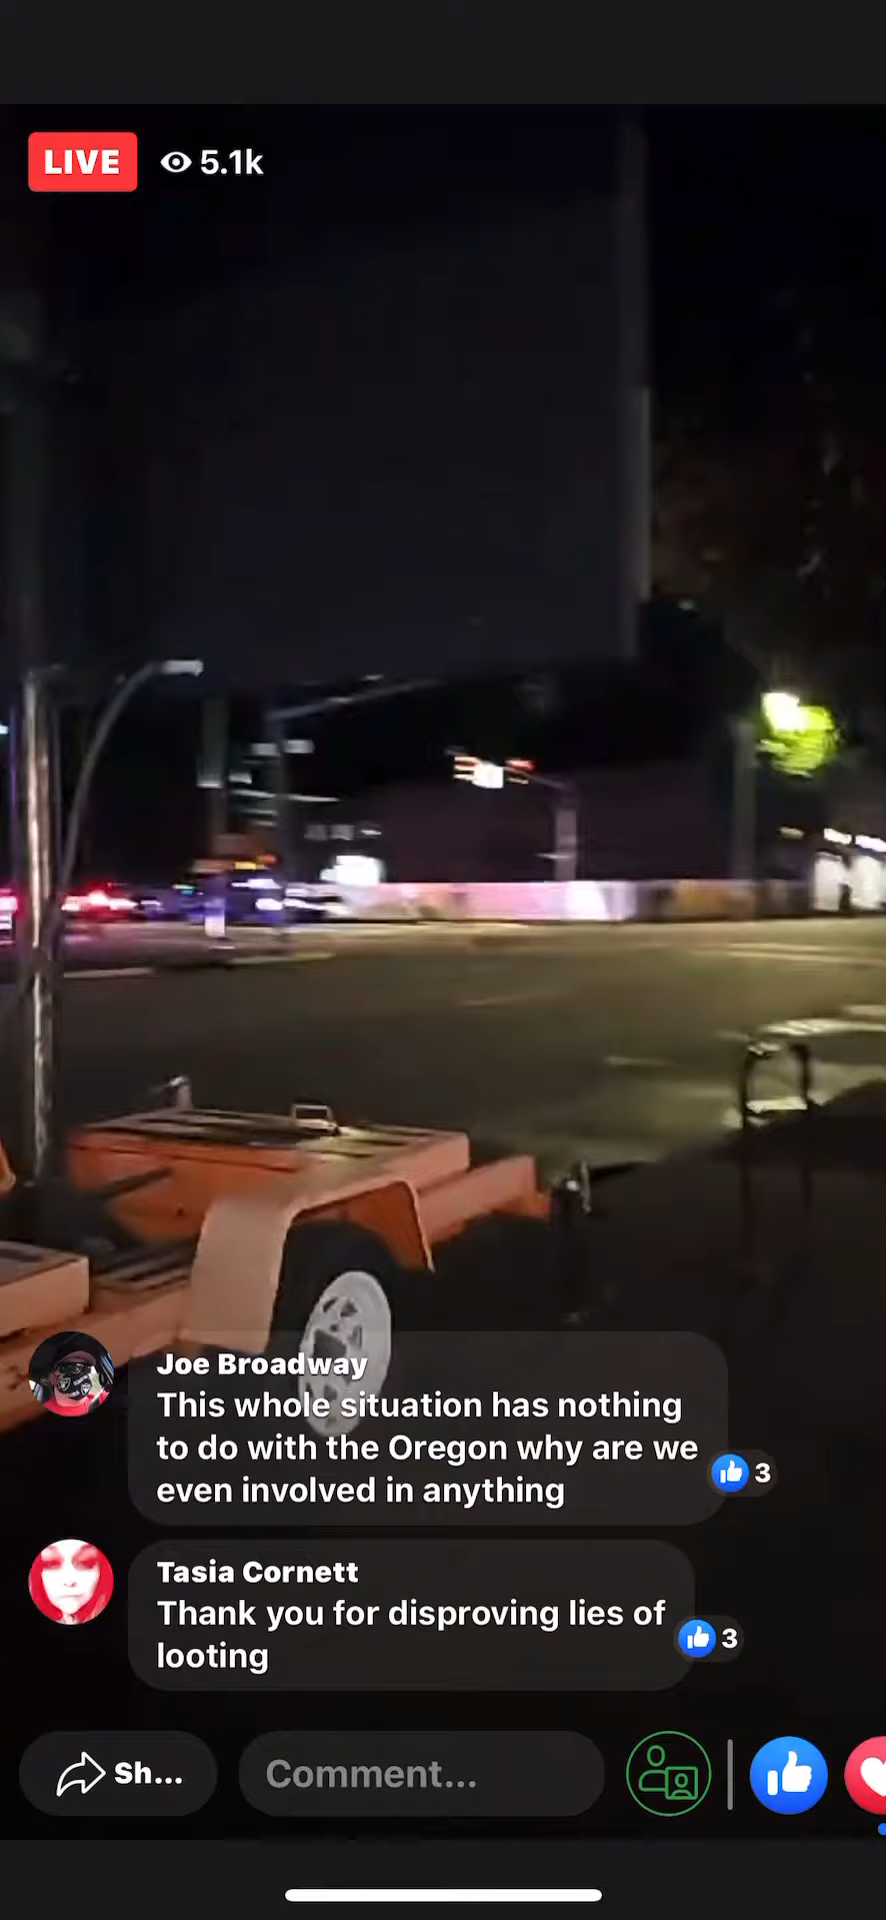 LIVE 5.1k
Joe Broadway
This whole situation has nothing
to do with the Oregon why are we
even involved in anything
3
Tasia Cornett
Thank you for disproving lies of
looting
3
Sh... Comment...